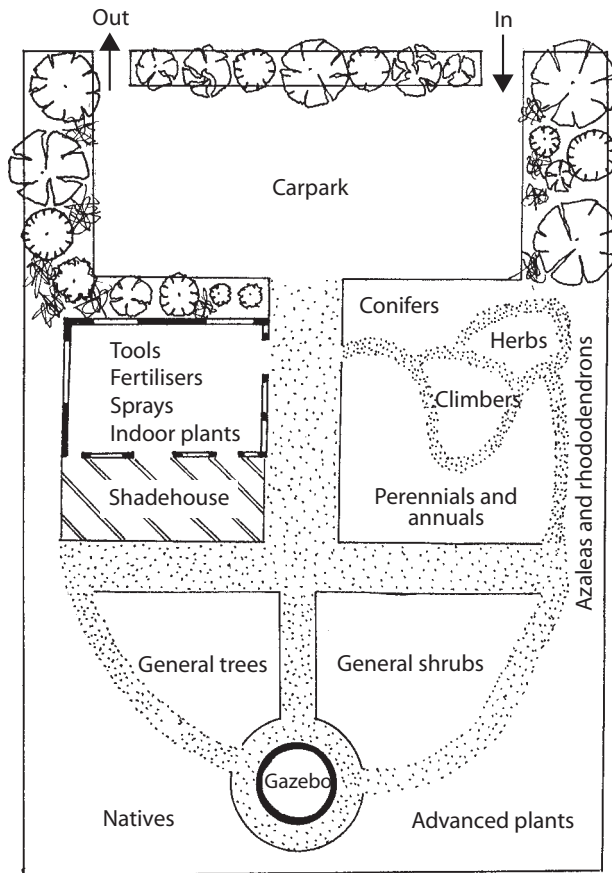 Out
In
Carpark
Conifers
Herbs
Climbers
Tools
Fertilisers
Sprays
Indoor plants
Shadehouse
Perennials and
annuals
Azaleas and rhododendrons
General trees
General shrubs
Gazebo
Natives
Advanced plants